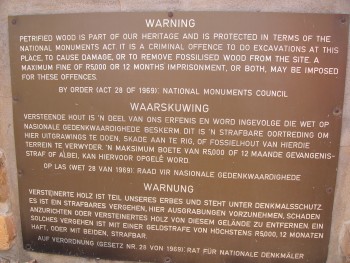 WARNING
PETRIFIED WOOD IS PART OF OUR HERITAGE AND IS PROTECTED IN TERMS OF THE
NATIONAL MONUMENTS ACT. IT IS A CRIMINAL OFFENCE TO DO EXCAVATIONS AT THIS
PLACE, TO CAUSE DAMAGE, OR TO REMOVE FOSSILISED WOOD FROM THE SITE. A
MAXIMUM FINE OF R5,000 OR 12 MONTHS IMPRISONMENT, OR BOTH, MAY BE IMPOSED
FOR THESE OFFENCES.
BY ORDER (ACT 28 OF 1969): NATIONAL MONUMENTS COUNCIL
WAARSKUWING
VERSTEENDE HOUT IS 'N DEEL VAN ONS ERFENIS EN WORD INGEVOLGE DIE WET OP
NASIONALE GEDENKWAARDIGHEDE BESKERM. DIT IS 'N STRAFBARE OORTREDING OM
HIER UITGRAWINGS TE DOEN, SKADE AAN TE RIG, OF FOSSIELHOUT VAN HIERDIE
TERREIN TE VERWYDER. 'N MAKSIMUM BOETE VAN R5,000 OF 12 MAANDE GEVANGENIS-
STRAF OF ALBEI, KAN HIERVOOR OPGELÊ WORD.
OP LAS (WET 28 VAN 1969): RAAD VIR NASIONALE GEDENKWAARDIGHEDE
WARNUNG
VERSTEINERTES HOLZ IST TEIL UNSERES ERBES UND STEHT UNTER DENKMALSSCHUTZ.
ES IST EIN STRAFBARES VERGEHEN, HIER AUSGRABUNGEN VORZUNEHMEN, SCHADEN
ANZURICHTEN ODER VERSTEINERTES HOLZ VON DIESEM GELÄNDE ZU ENTFERNEN. EIN
SOLCHES VERGEHEN IST MIT EINER GELDSTRAFE VON HÖCHSTENS R5,000, 12 MONATEN
HAFT, ODER MIT BEIDEN, STRAFBAR.
AUF VERORDNUNG (GESETZ NR. 28 VON 1969): RAT FÜR NATIONALE DENKMÄLER